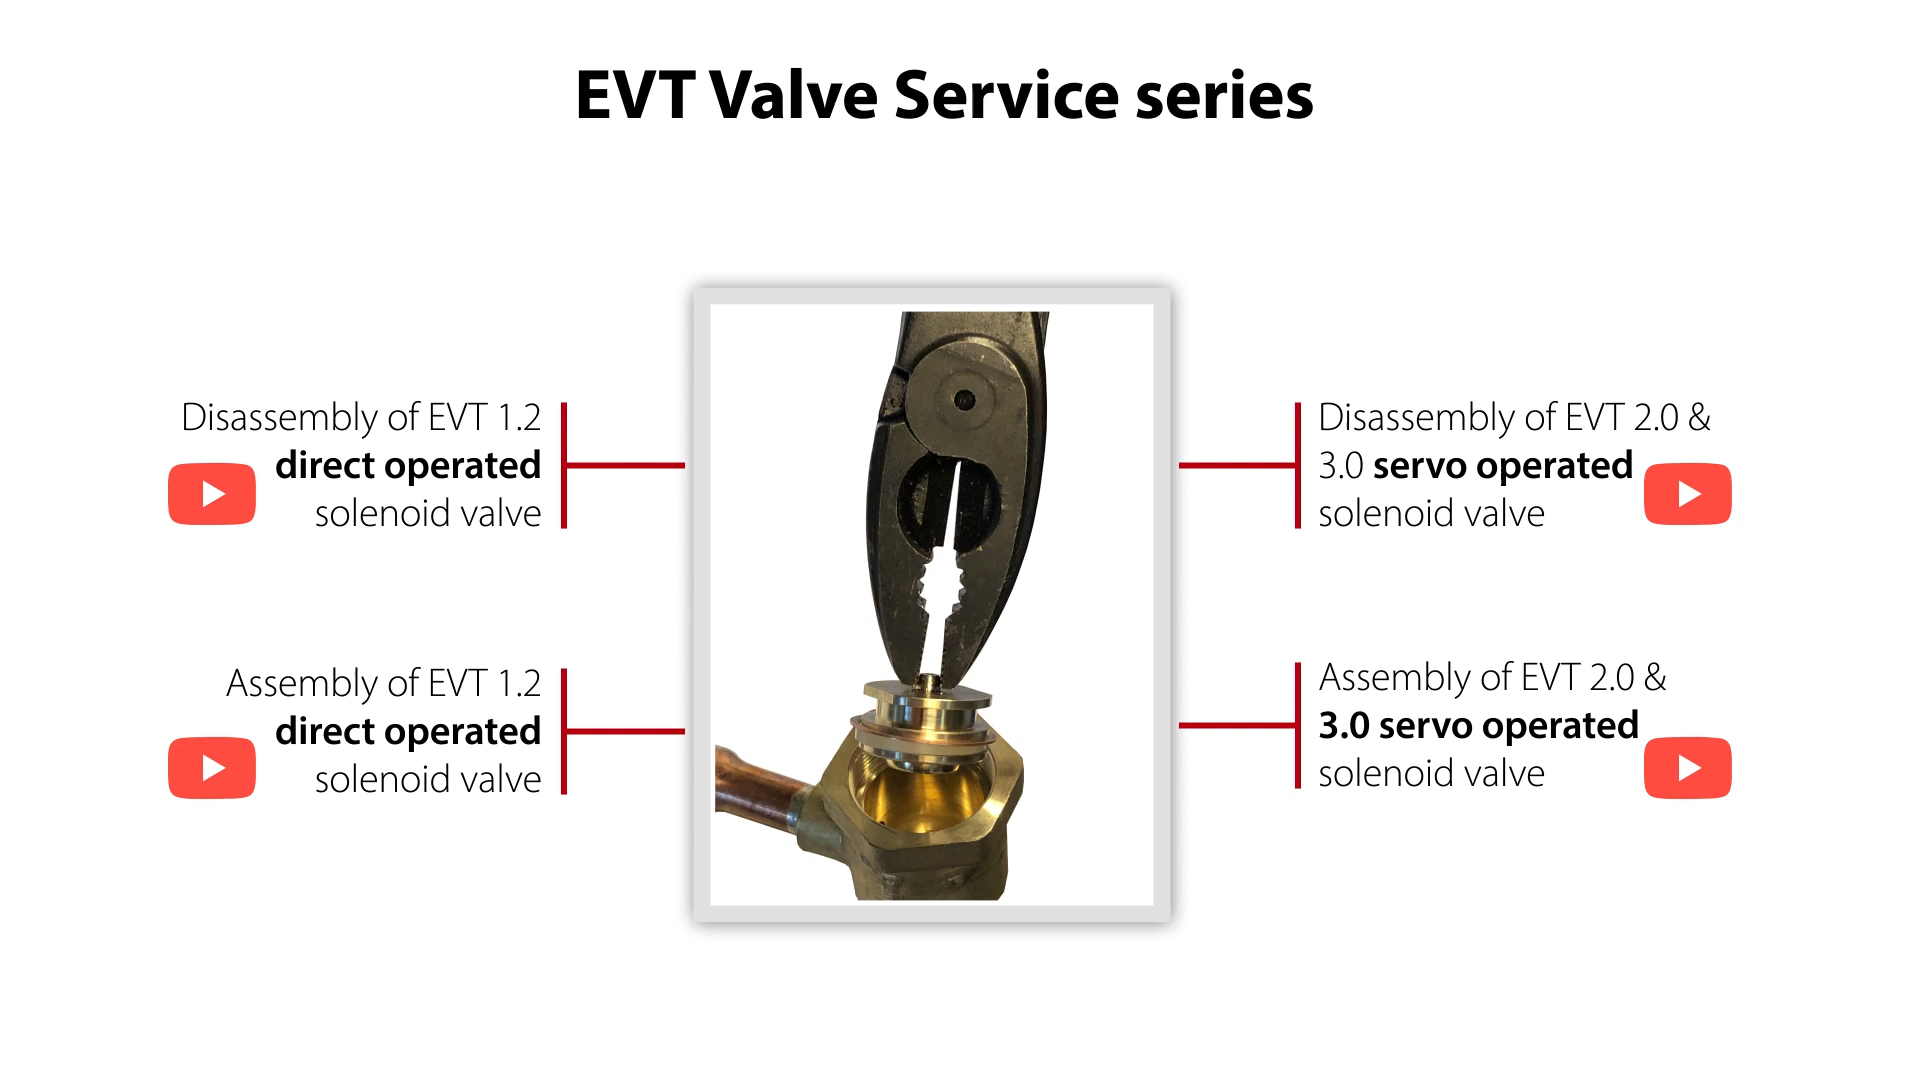 EVT Valve Service series
Disassembly of EVT 1.2
direct operated
solenoid valve
Assembly of EVT 1.2
direct operated
solenoid valve
Disassembly of EVT 2.0 &
3.0 servo operated
solenoid valve
Assembly of EVT 2.0 &
3.0 servo operated
solenoid valve